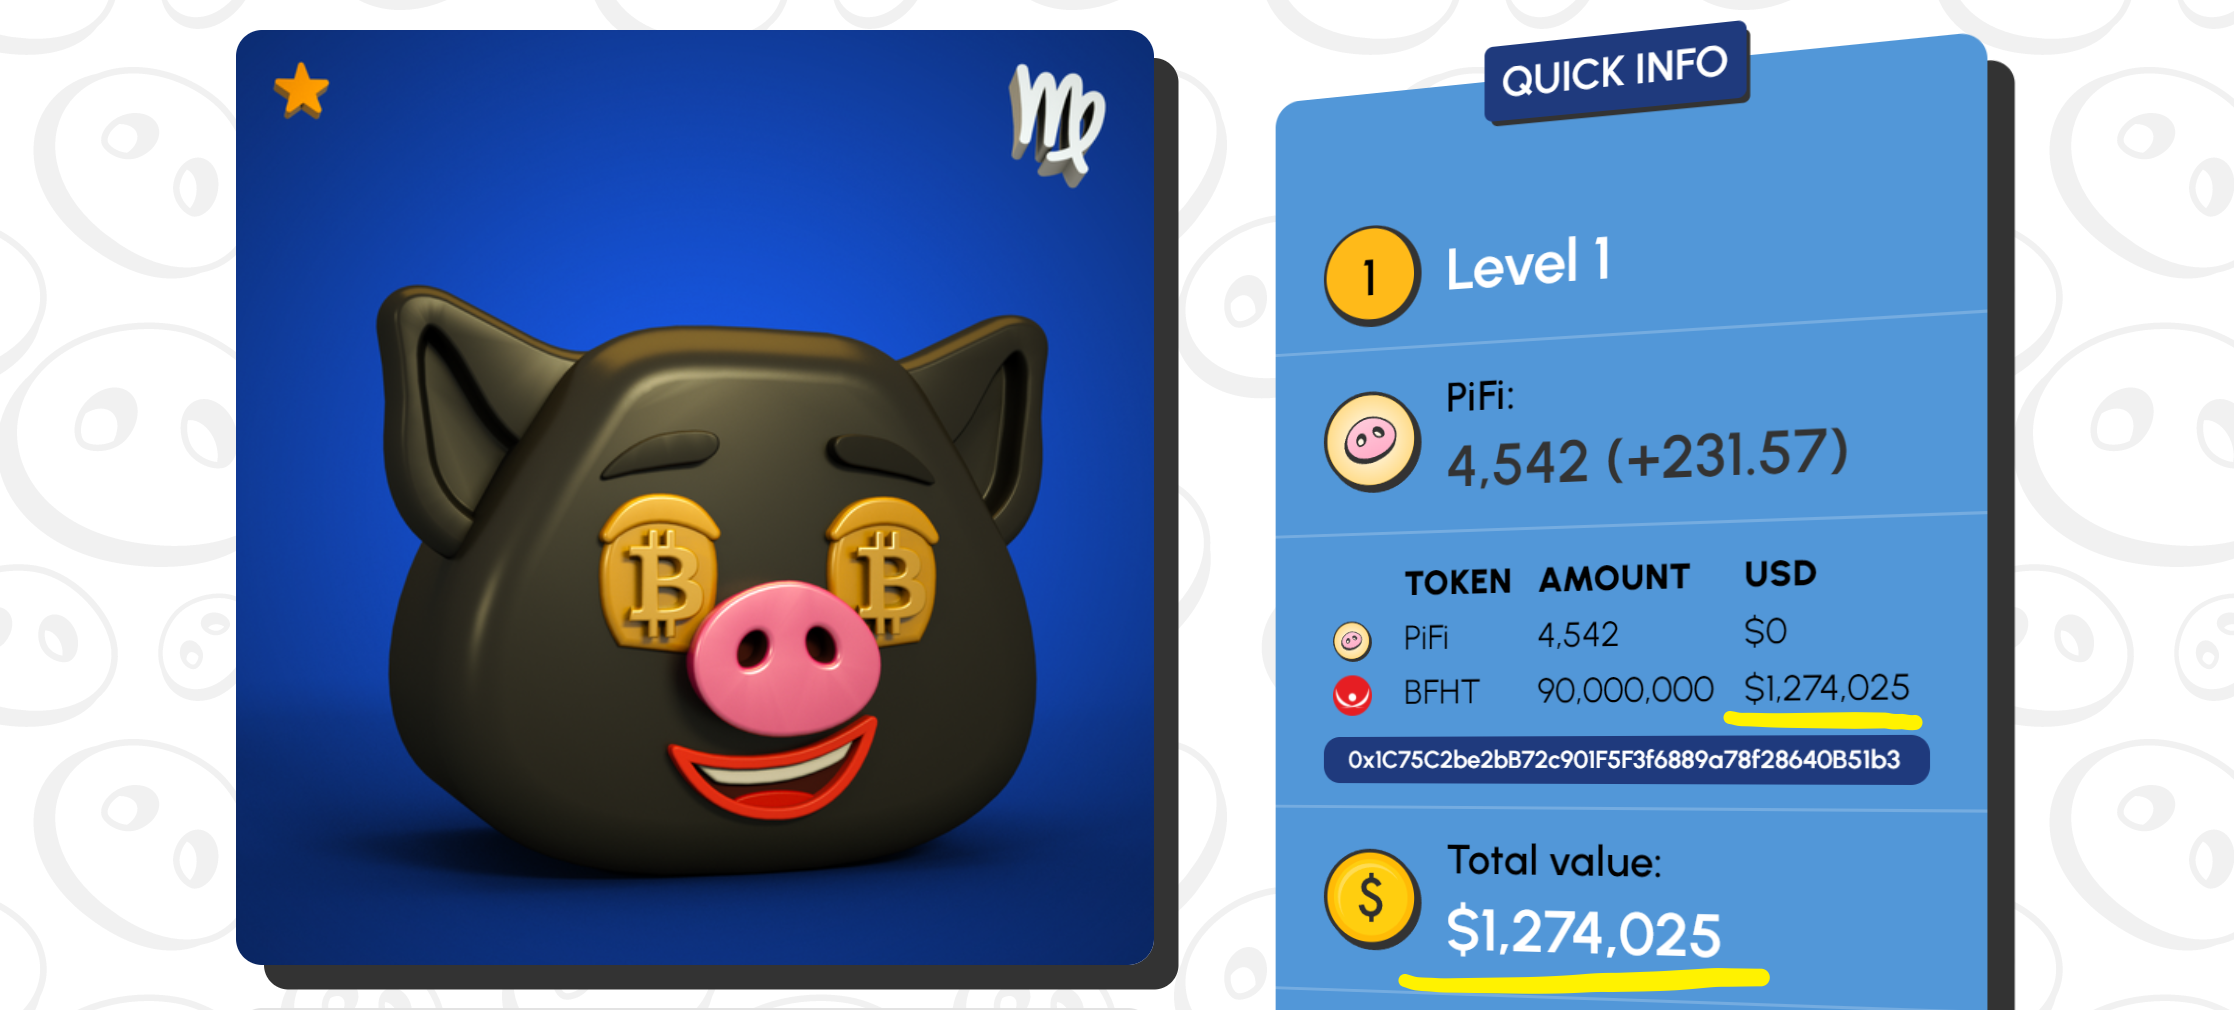 QUICK INFO
1
Level 1
PiFi:
4,542 (+231.57)
TOKEN AMOUNT USD
PiFi 4,542 $0
BFHT 90,000,000 $1,274,025
0x1C75C2be2bB72c901F5F3f6889a78f28640B51b3
Total value:
$
$1,274,025